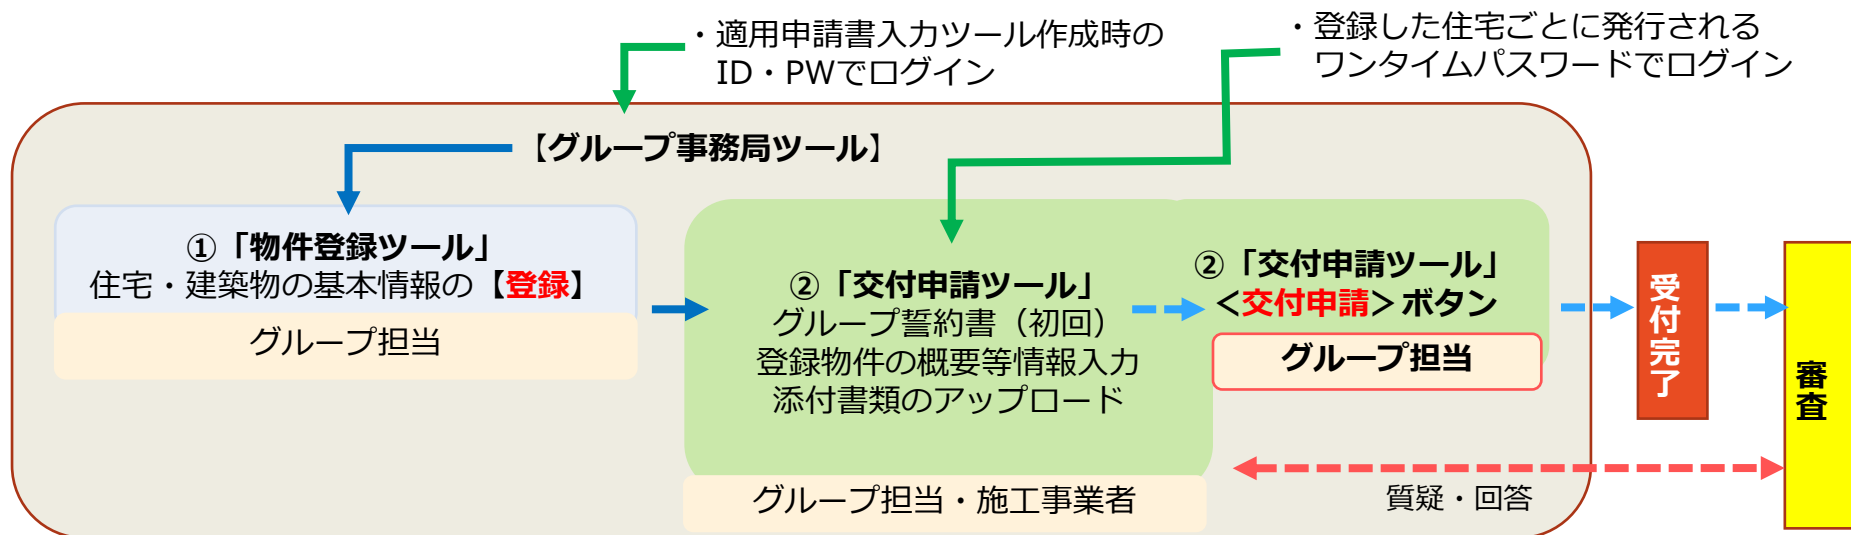 ・適用申請書入力ツール作成時の
ID・PWでログイン
・登録した住宅ごとに発行される
ワンタイムパスワードでログイン
【グループ事務局ツール】
①「物件登録ツール」
住宅・建築物の基本情報の【登録】
グループ担当
②「交付申請ツール」
グループ誓約書（初回）
登録物件の概要等情報入力
添付書類のアップロード
グループ担当・施工事業者
②「交付申請ツール」
<交付申請>ボタン
グループ担当
受付完了
審査
質疑・回答